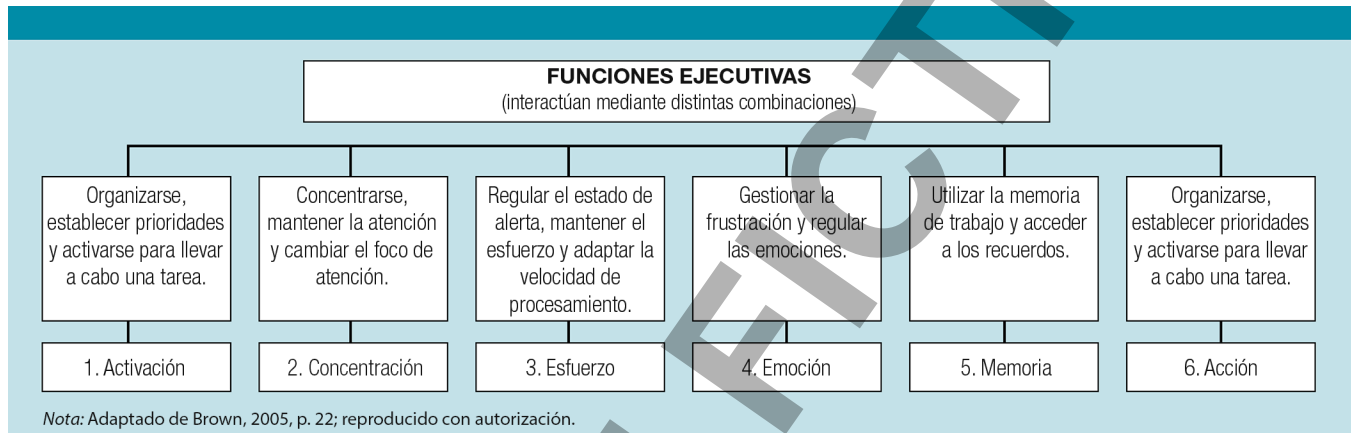 FUNCIONES EJECUTIVAS
(interactúan mediante distintas combinaciones)
Organizarse,
establecer prioridades
y activarse para llevar
a cabo una tarea.
1. Activación
Concentrarse,
mantener la atención
y cambiar el foco de
atención.
2. Concentración
Regular el estado de
alerta, mantener el
esfuerzo y adaptar la
velocidad de
procesamiento.
3. Esfuerzo
Gestionar la
frustración y regular
las emociones.
4. Emoción
Utilizar la memoria
de trabajo y acceder
a los recuerdos.
5. Memoria
Organizarse,
establecer prioridades
y activarse para llevar
a cabo una tarea.
6. Acción
Nota: Adaptado de Brown, 2005, p. 22; reproducido con autorización.